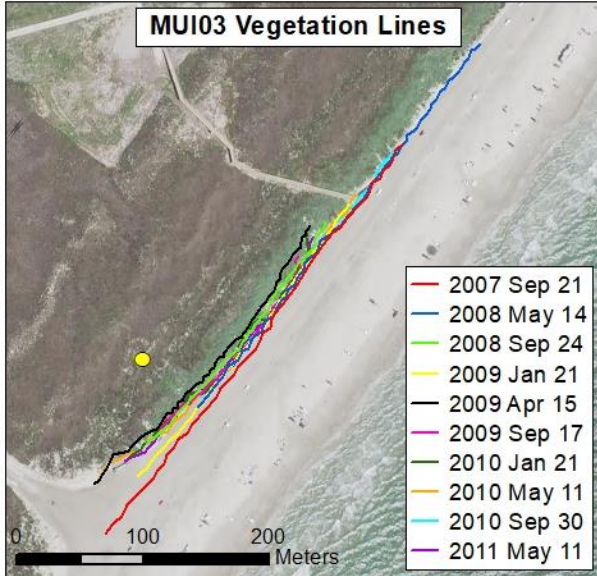 MUI03 Vegetation Lines
2007 Sep 21
2008 May 14
2008 Sep 24
2009 Jan 21
2009 Apr 15
2009 Sep 17
2010 Jan 21
2010 May 11
2010 Sep 30
2011 May 11
0 100 200
Meters